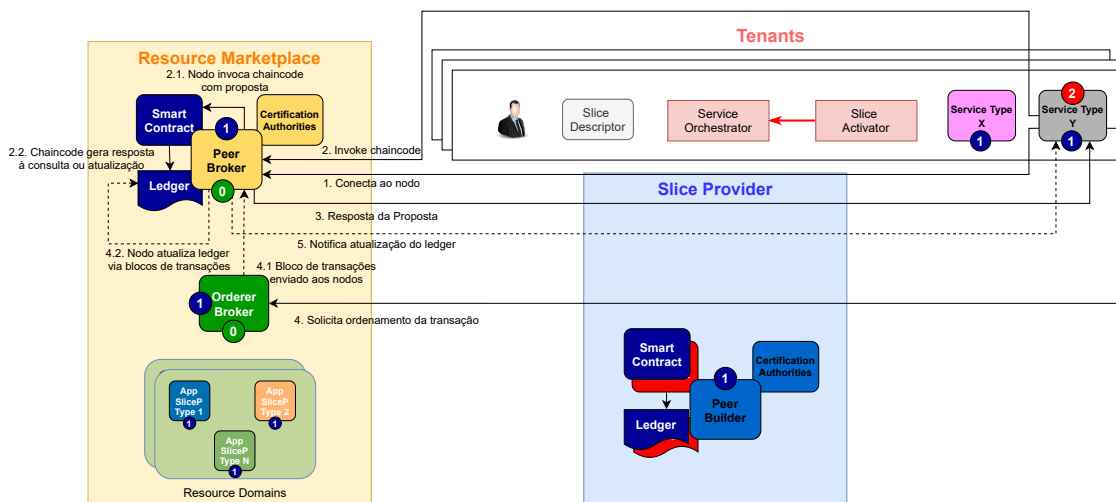 Tenants
Resource Marketplace
2.1. Nodo invoca chaincode
com proposta
Smart
Contract
Certification
Authorities
1
Peer
Broker
0
2.2. Chaincode gera resposta
à consulta ou atualização
Ledger
Slice
Descriptor
Service
Orchestrator
Slice
Activator
Service Type
X
1
2
Service Type
Y
1
2. Invoke chaincode
1. Conecta ao nodo
3. Resposta da Proposta
5. Notifica atualização do ledger
4.2. Nodo atualiza ledger
via blocos de transações
4.1 Bloco de transações
enviado aos nodos
1
Orderer
Broker
0
4. Solicita ordenamento da transação
Slice Provider
Smart
Contract
Certification
Authorities
1
Peer
Builder
Ledger
App
SliceP
Type 1
1
App
SliceP
Type 2
1
App
SliceP
Type N
1
Resource Domains